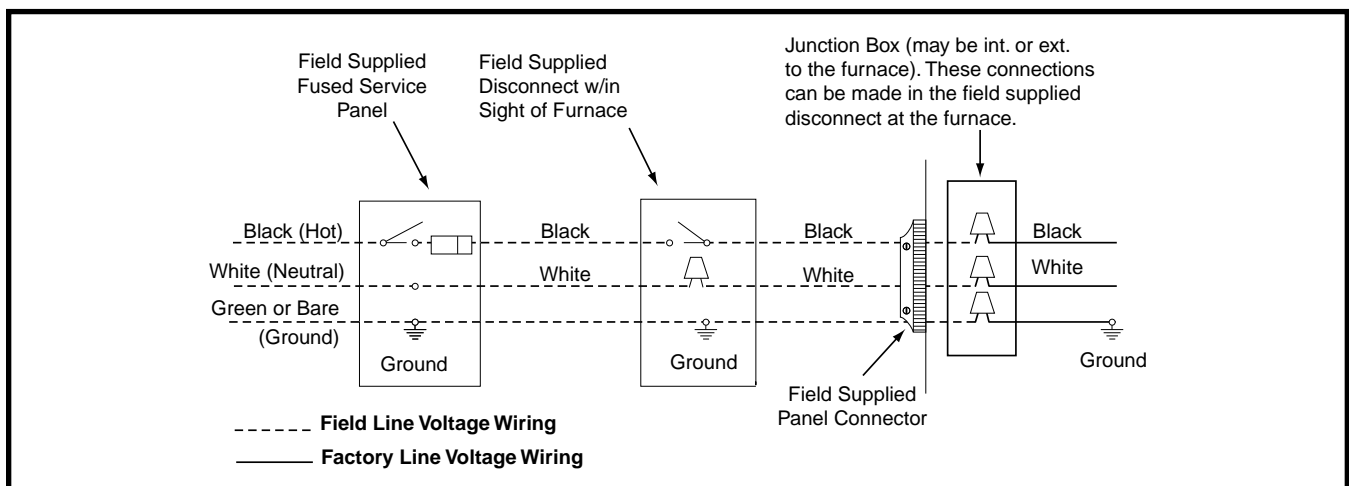 Field Supplied
Fused Service
Panel
Field Supplied
Disconnect w/in
Sight of Furnace
Junction Box (may be int. or ext.
to the furnace). These connections
can be made in the field supplied
disconnect at the furnace.
Black (Hot)
Black
Black
Black
White (Neutral)
White
White
White
Green or Bare
(Ground)
Ground
Ground
Ground
Field Supplied
Panel Connector
Field Line Voltage Wiring
Factory Line Voltage Wiring